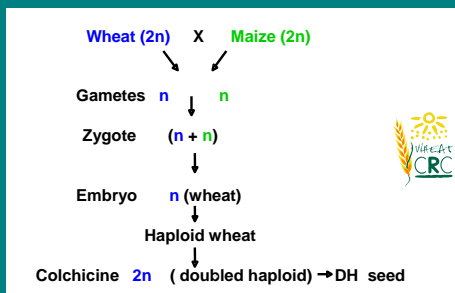 Wheat (2n) X Maize (2n)
Gametes n n
Zygote (n + n)
Embryo n (wheat)
Haploid wheat
Colchicine 2n ( doubled haploid) → DH seed
WHEAT
CRC